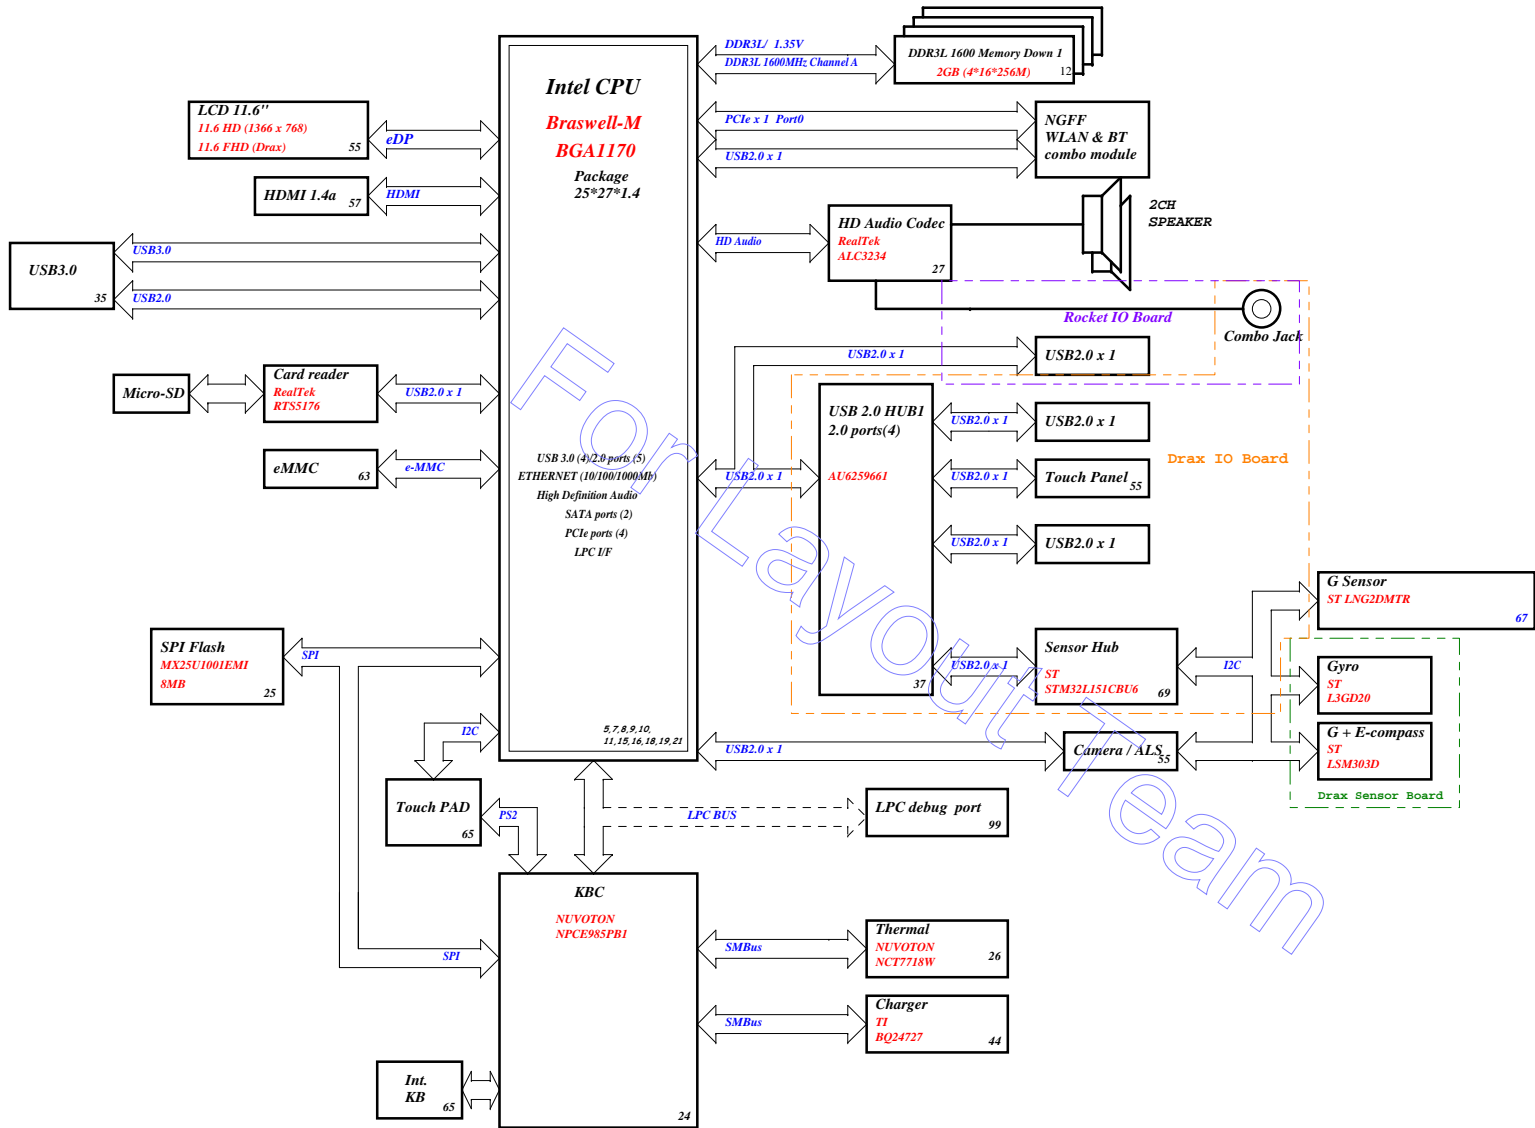 DDR3L/ 1.35V
DDR3L 1600MHz Channel A
DDR3L 1600 Memory Down 1
2GB (4*16*256M)
12
Intel CPU
Braswell-M
BGA1170
Package
25*27*1.4
LCD 11.6"
11.6 HD (1366 x 768)
11.6 FHD (Drax)
55
eDP
PCIe x 1 Port0
USB2.0 x 1
NGFF
WLAN & BT
combo module
HDMI 1.4a
57
HDMI
2CH
SPEAKER
HD Audio
HD Audio Codec
RealTek
ALC3234
27
USB3.0
35
USB3.0
USB2.0
Rocket IO Board
Combo Jack
USB2.0 x 1
USB2.0 x 1
Micro-SD
Card reader
RealTek
RTS5176
USB2.0 x 1
USB 2.0 HUB1
2.0 ports(4)
AU6259661
37
USB2.0 x 1
USB2.0 x 1
Drax IO Board
eMMC
63
e-MMC
USB 3.0 (4)/2.0 ports (5)
ETHERNET (10/100/1000Mb)
High Definition Audio
SATA ports (2)
PCIe ports (4)
LPC I/F
USB2.0 x 1
USB2.0 x 1
Touch Panel
55
USB2.0 x 1
USB2.0 x 1
G Sensor
ST LNG2DMTR
67
SPI Flash
MX25U1001EMI
8MB
25
SPI
USB2.0 x 1
Sensor Hub
ST
STM32L151CBU6
69
I2C
Gyro
ST
L3GD20
G + E-compass
ST
LSM303D
Drax Sensor Board
I2C
5,7,8,9,10,
11,15,16,18,19,21
USB2.0 x 1
Camera / ALS
55
Touch PAD
65
PS2
LPC BUS
LPC debug port
99
KBC
NUVOTON
NPCE985PB1
24
SPI
SMBus
Thermal
NUVOTON
NCT7718W
26
SMBus
Charger
TI
BQ24727
44
Int.
KB
65
For Layout Team